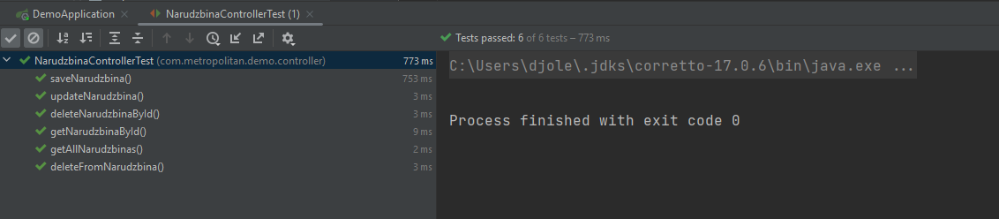 DemoApplication
NarudzbinaControllerTest (1)
Tests passed: 6 of 6 tests – 773 ms
NarudzbinaControllerTest (com.metropolitan.demo.controller) 773 ms
saveNarudzbina() 753 ms
updateNarudzbina() 3 ms
deleteNarudzbinaById() 3 ms
getNarudzbinaById() 9 ms
getAllNarudzbinas() 2 ms
deleteFromNarudzbina() 3 ms
C:\Users\djole\.jdks\corretto-17.0.6\bin\java.exe ...
Process finished with exit code 0